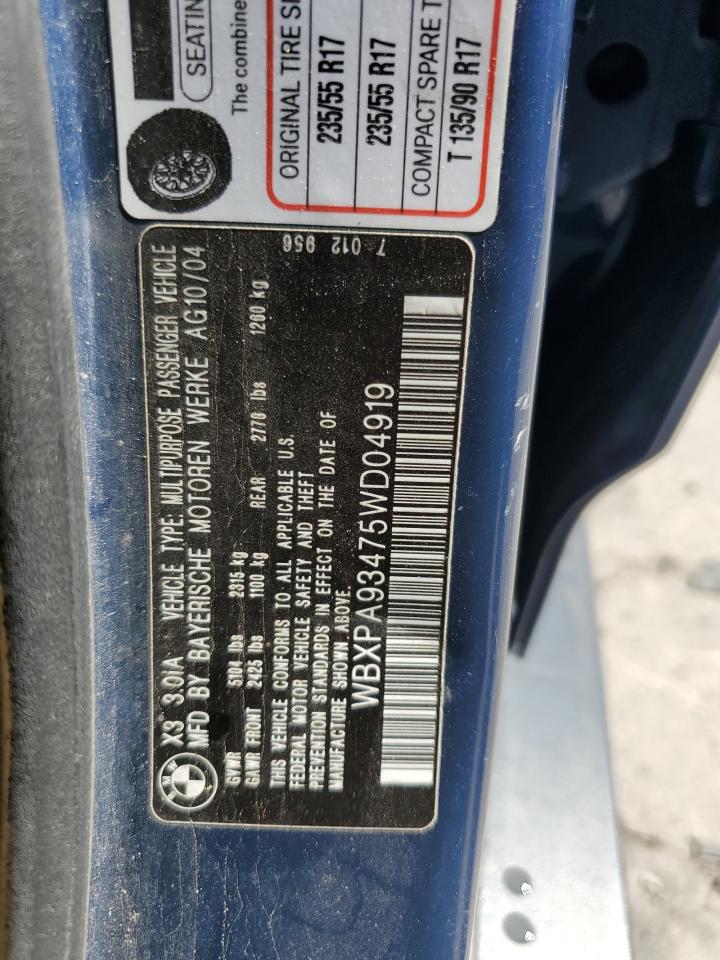 SEATIN
The combine
ORIGINAL TIRE SI
235/55 R17
235/55 R17
COMPACT SPARE T
T 135/90 R17
BMW
X3 3.0IA VEHICLE TYPE: MULTIPURPOSE PASSENGER VEHICLE
MFD BY BAYERISCHE MOTOREN WERKE AG10/04
GVWR 5104 lbs 2315 kg
GAWR FRONT 2425 lbs 1100 kg REAR 2778 lbs 1260 kg
THIS VEHICLE CONFORMS TO ALL APPLICABLE U.S.
FEDERAL MOTOR VEHICLE SAFETY AND THEFT
PREVENTION STANDARDS IN EFFECT ON THE DATE OF
MANUFACTURE SHOWN ABOVE.
WBXPA93475WD04919
7 012 956